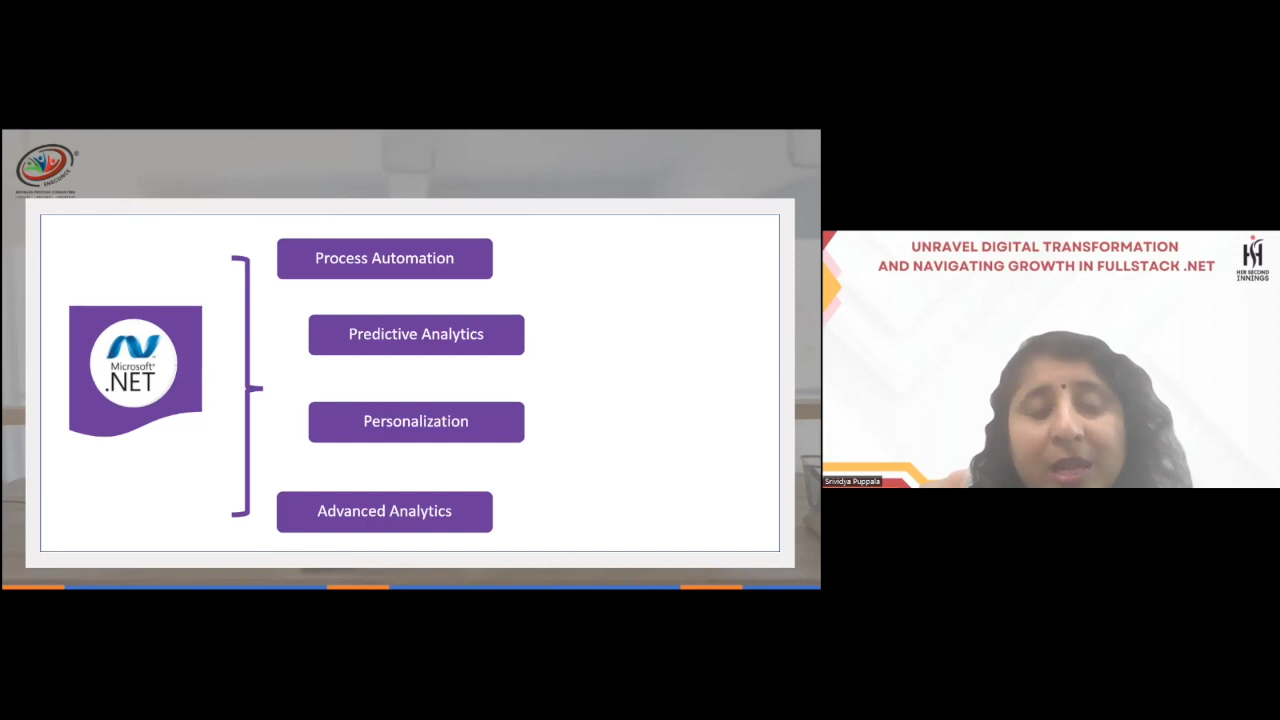 ENSCONCE
®
Process Automation
Predictive Analytics
Microsoft®
.NET
Personalization
Advanced Analytics
UNRAVEL DIGITAL TRANSFORMATION
AND NAVIGATING GROWTH IN FULLSTACK .NET
HER SECOND
INNINGS
Srividya Puppala